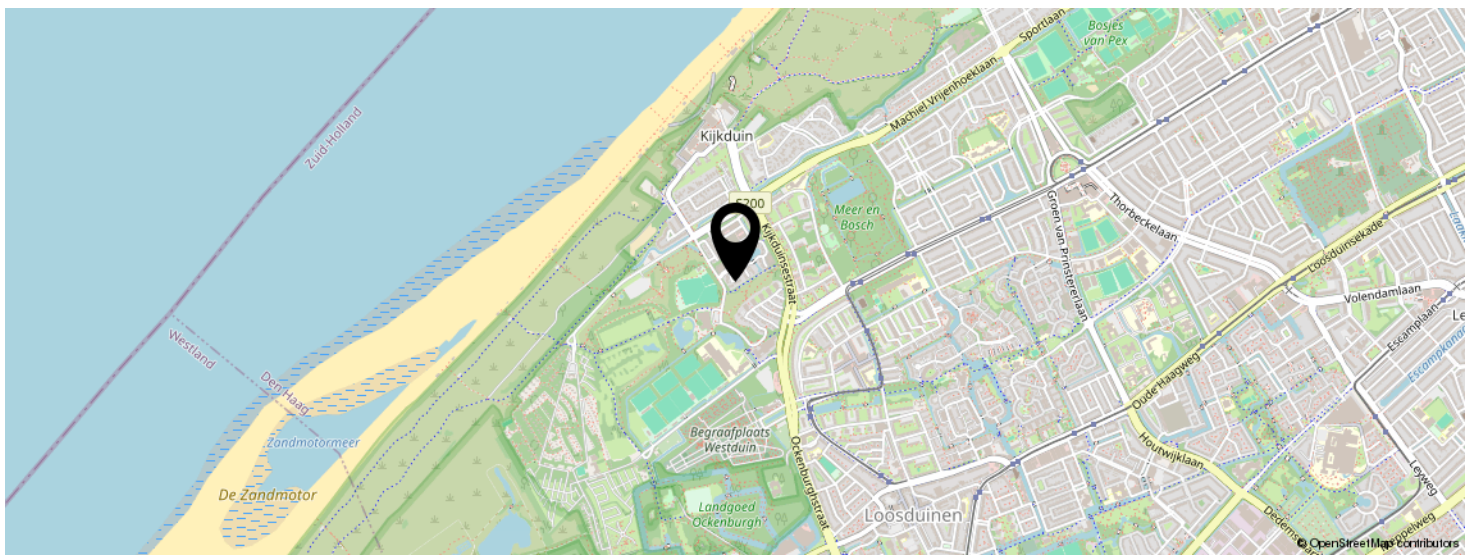 Bosjes
van Pex
Sportlaan
Machiel Vrijenhoeklaan
Kijkduin
Zuid-Holland
S200
Meer en
Bosch
Kijkduinsestraat
Groen van Prinstererlaan
Thorbeckelaan
Loosduinsekade
Volendamlaan
Escamplaan
Westland
Den Haag
Oude Haagweg
Zandmotormeer
De Zandmotor
Begraafplaats
Westduin
Ockenburghstraat
Houtwijklaan
Leyweg
Landgoed
Ockenburgh
Loosduinen
© OpenStreetMap contributors